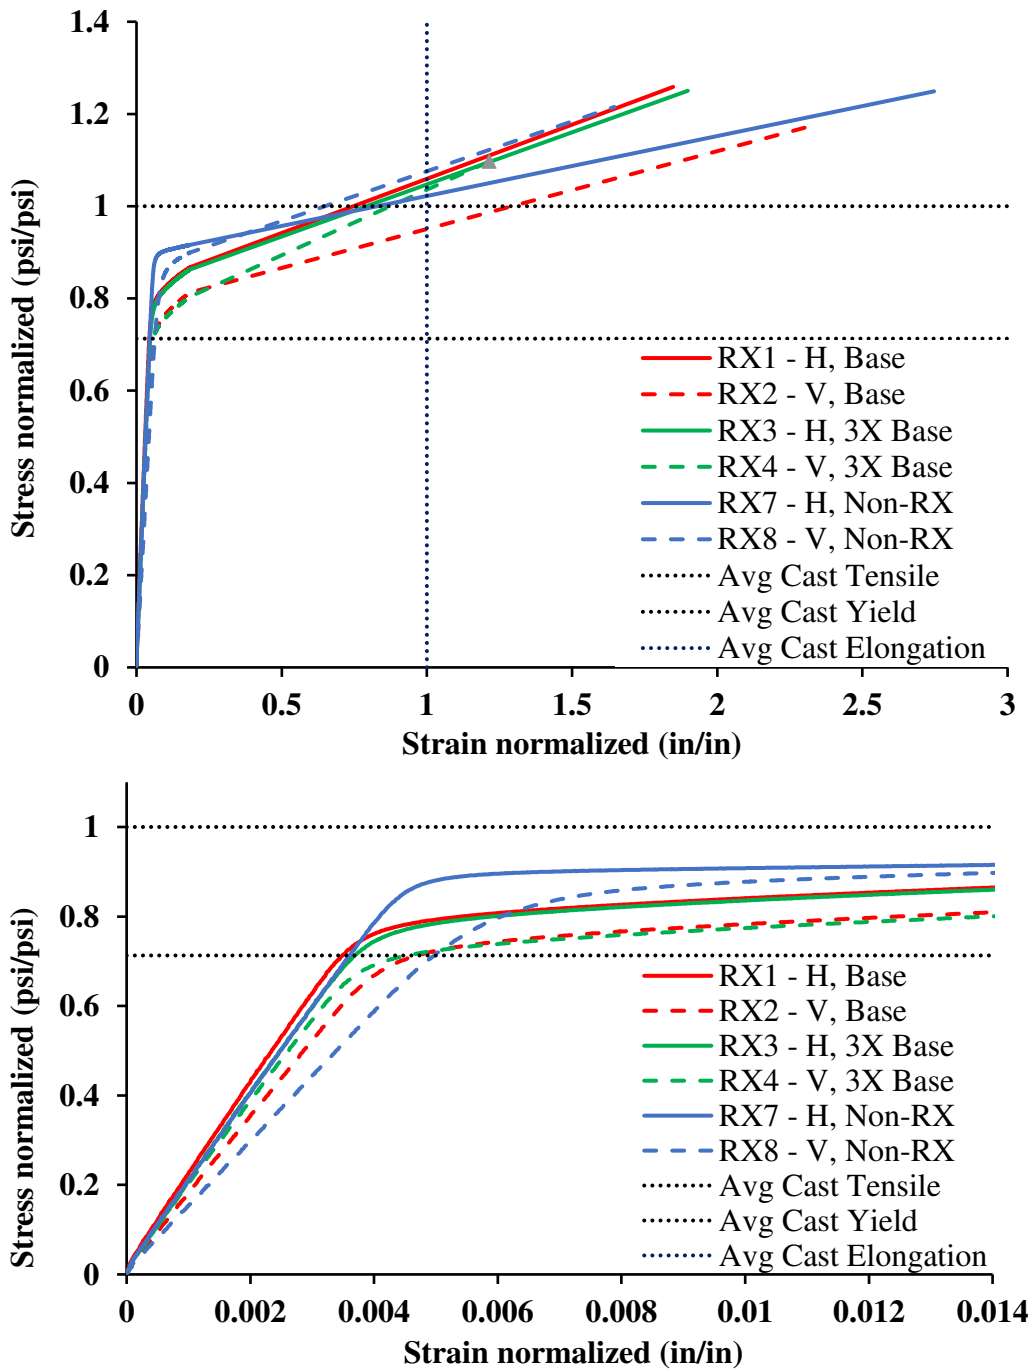 1.4
1.2
1
0.8
0.6
0.4
0.2
0
Stress normalized (psi/psi)
RX1 - H, Base
RX2 - V, Base
RX3 - H, 3X Base
RX4 - V, 3X Base
RX7 - H, Non-RX
RX8 - V, Non-RX
Avg Cast Tensile
Avg Cast Yield
Avg Cast Elongation
0 0.5 1 1.5 2 2.5 3
Strain normalized (in/in)
1
0.8
0.6
0.4
0.2
0
Stress normalized (psi/psi)
RX1 - H, Base
RX2 - V, Base
RX3 - H, 3X Base
RX4 - V, 3X Base
RX7 - H, Non-RX
RX8 - V, Non-RX
Avg Cast Tensile
Avg Cast Yield
Avg Cast Elongation
0 0.002 0.004 0.006 0.008 0.01 0.012 0.014
Strain normalized (in/in)